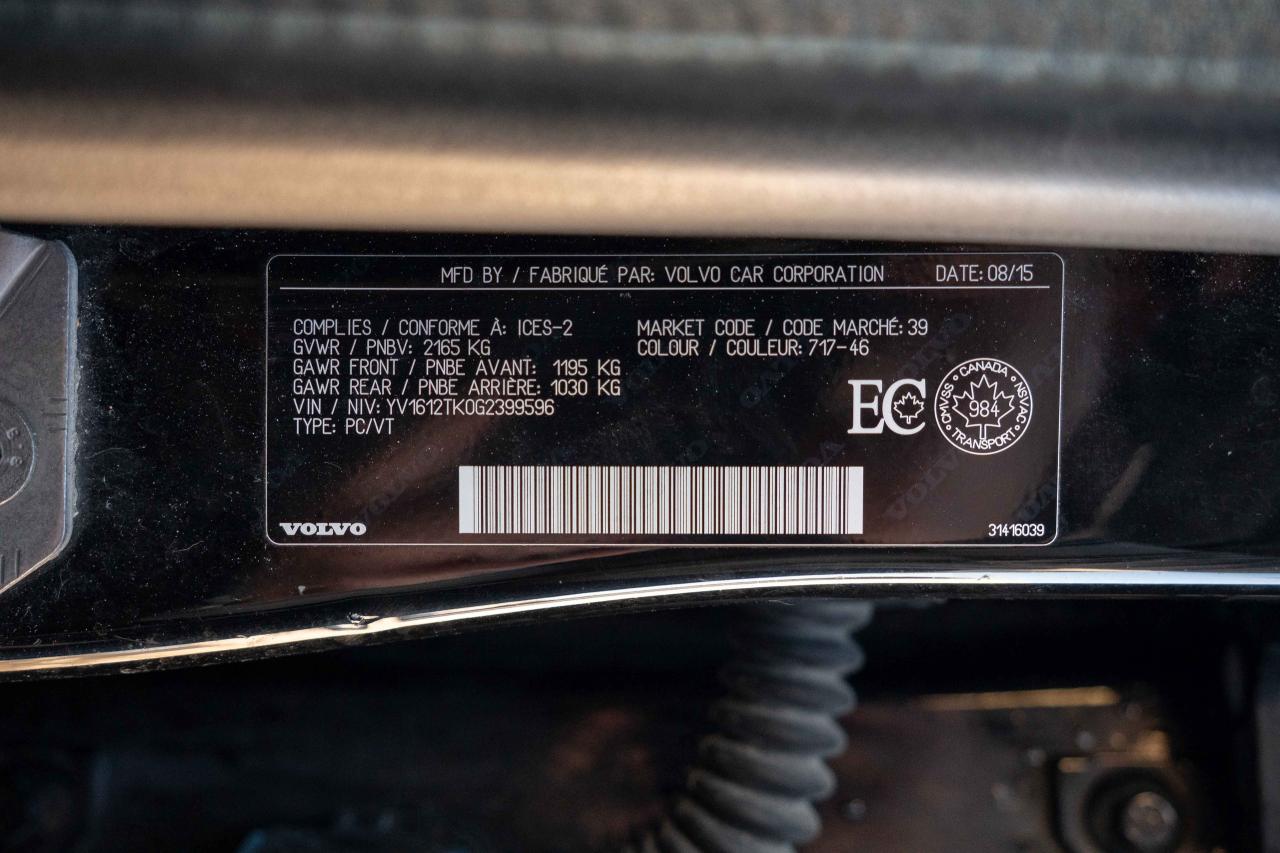 MFD BY / FABRIQUÉ PAR: VOLVO CAR CORPORATION DATE: 08/15
COMPLIES / CONFORME À: ICES-2
GVWR / PNBV: 2165 KG
GAWR FRONT / PNBE AVANT: 1195 KG
GAWR REAR / PNBE ARRIÈRE: 1030 KG
VIN / NIV: YV1612TK0G2399596
TYPE: PC/VT
MARKET CODE / CODE MARCHÉ: 39
COLOUR / COULEUR: 717-46
EC
CANADA
CMVSS
NSVAC
984
TRANSPORT
VOLVO
31416039